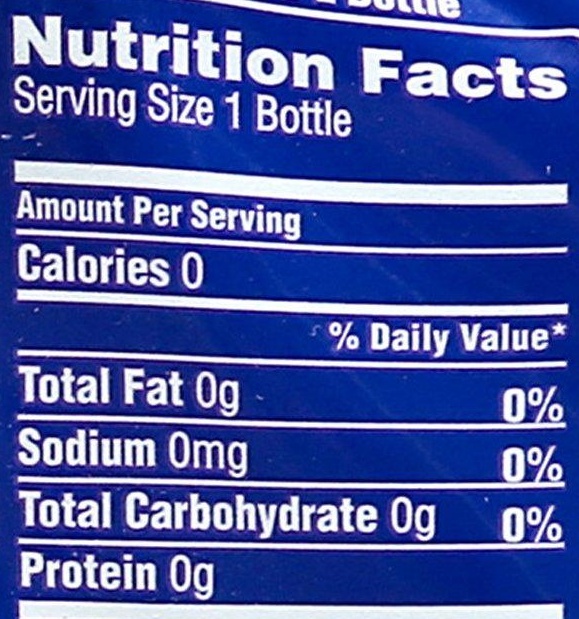 Nutrition Facts
Serving Size 1 Bottle
Amount Per Serving
Calories 0
% Daily Value*
Total Fat 0g 0%
Sodium 0mg 0%
Total Carbohydrate 0g 0%
Protein 0g